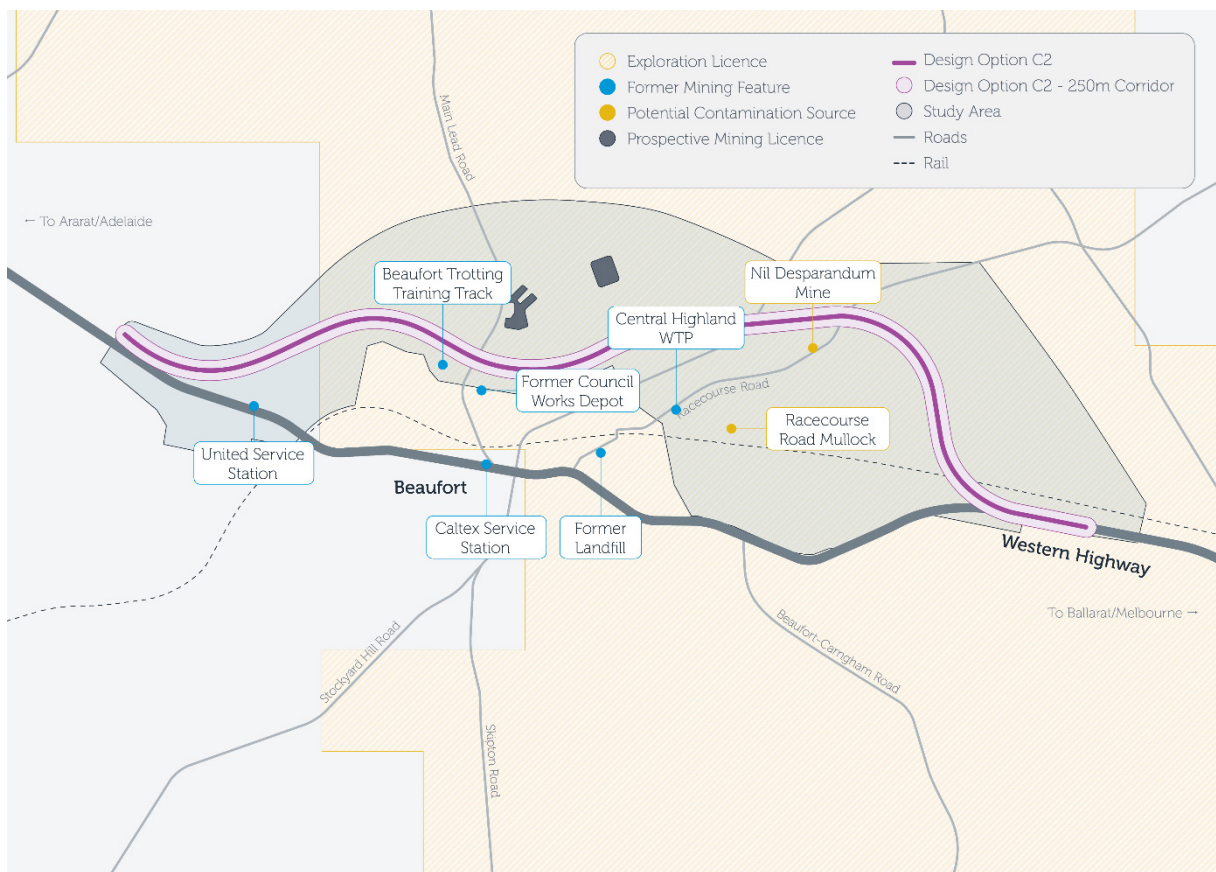 Exploration Licence
Former Mining Feature
Potential Contamination Source
Prospective Mining Licence
Design Option C2
Design Option C2 - 250m Corridor
Study Area
Roads
Rail
Main Lead Road
← To Ararat/Adelaide
Beaufort Trotting
Training Track
Nil Desparandum
Mine
Central Highland
WTP
Former Council
Works Depot
Racecourse Road
Racecourse
Road Mullock
United Service
Station
Beaufort
Caltex Service
Station
Former
Landfill
Western Highway
To Ballarat/Melbourne →
Stockyard Hill Road
Skipton Road
Beaufort-Carngham Road